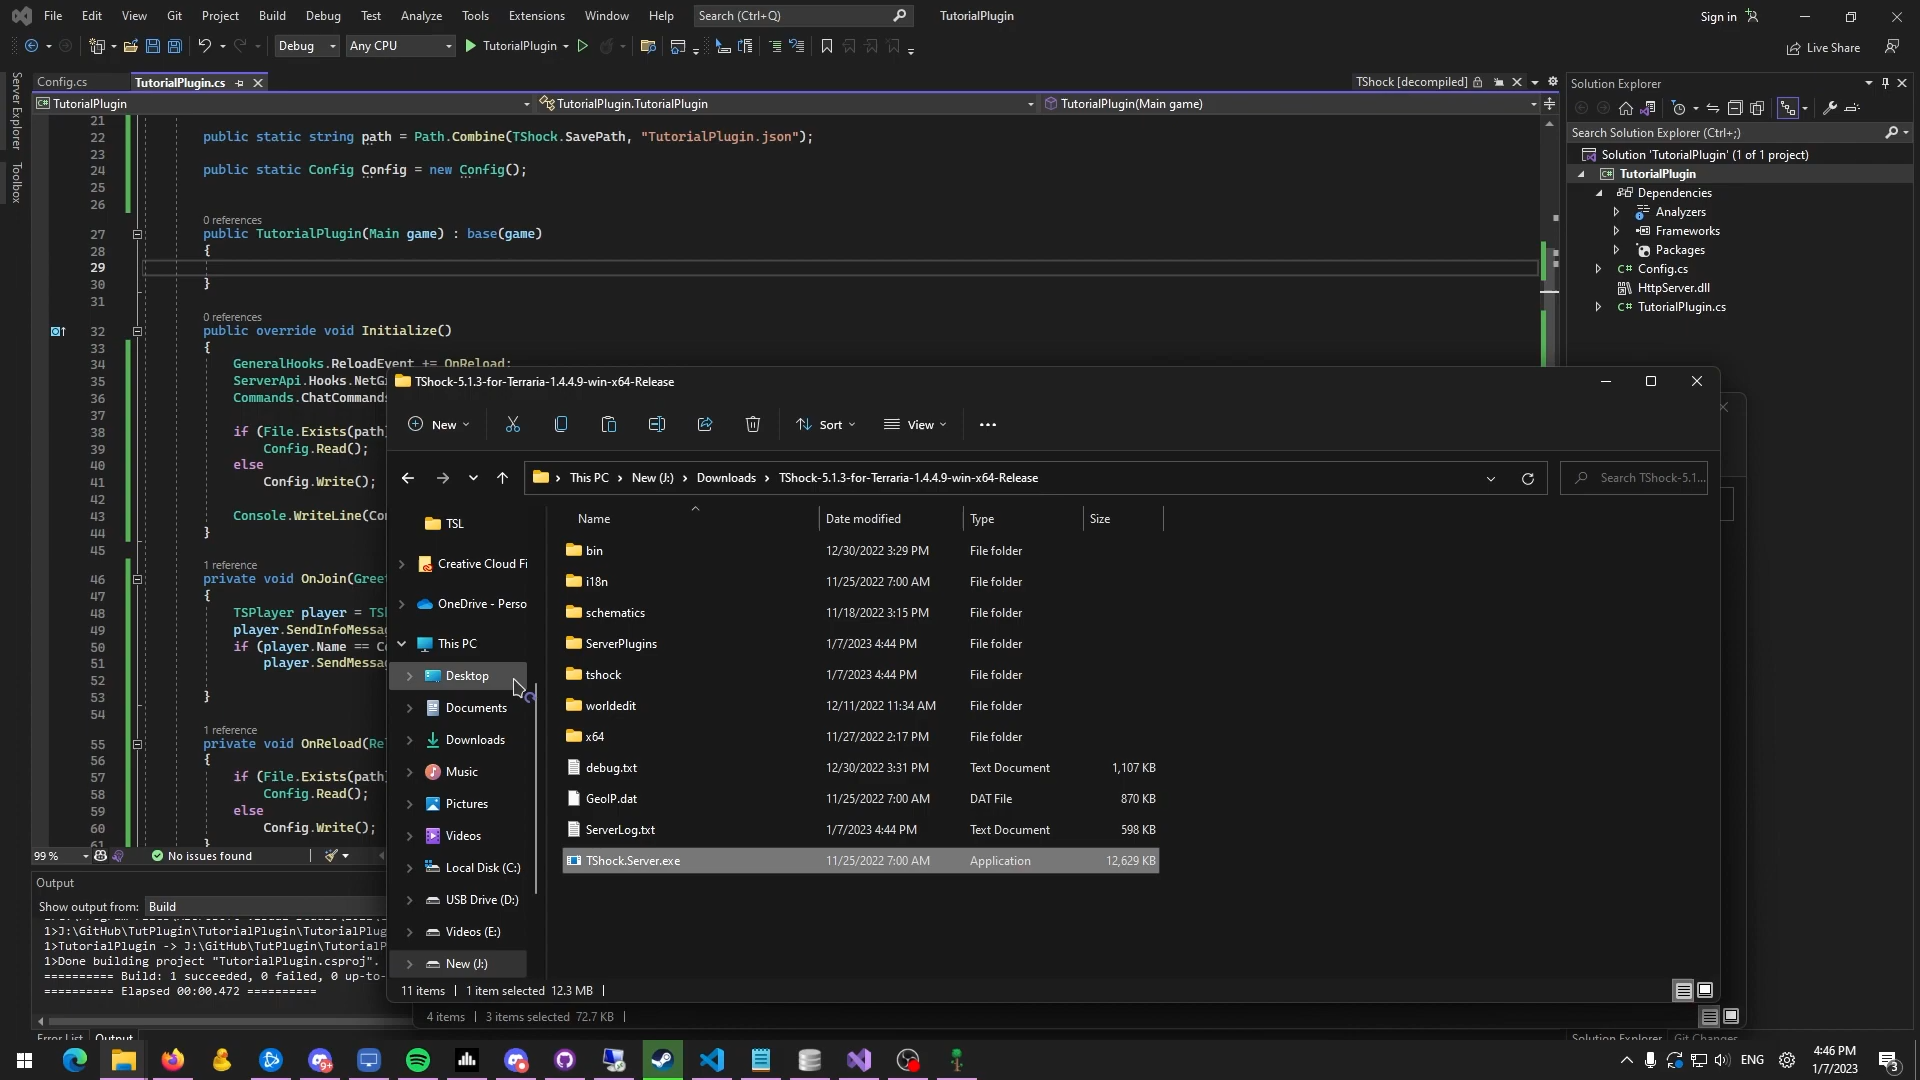 File Edit View Git Project Build Debug Test Analyze Tools Extensions Window Help Search (Ctrl+Q) TutorialPlugin Sign in
Debug Any CPU TutorialPlugin Live Share
Config.cs TutorialPlugin.cs TShock [decompiled]
TutorialPlugin TutorialPlugin.TutorialPlugin TutorialPlugin(Main game)
Server Explorer
Toolbox
21
22 public static string path = Path.Combine(TShock.SavePath, "TutorialPlugin.json");
23
24 public static Config Config = new Config();
25
26
0 references
27 public TutorialPlugin(Main game) : base(game)
28 {
29
30 }
31
0 references
32 public override void Initialize()
33 {
34 GeneralHooks.ReloadEvent += OnReload;
35 ServerApi.Hooks.NetG
36 Commands.ChatCommands
37
38 if (File.Exists(path)
39 Config.Read();
40 else
41 Config.Write();
42
43 Console.WriteLine(Co
44 }
45
1 reference
46 private void OnJoin(Gree
47 {
48 TSPlayer player = TS
49 player.SendInfoMessa
50 if (player.Name == C
51 player.SendMessa
52
53 }
54
1 reference
55 private void OnReload(Re
56 {
57 if (File.Exists(path)
58 Config.Read();
59 else
60 Config.Write();
61 }
99 % No issues found
Output
Show output from: Build
1>J:\GitHub\TutPlugin\TutorialPlugin\TutorialP
1>TutorialPlugin -> J:\GitHub\TutPlugin\TutorialP
1>Done building project "TutorialPlugin.csproj".
========== Build: 1 succeeded, 0 failed, 0 up-to-
========== Elapsed 00:00.472 ==========
Error List Output
Solution Explorer
Search Solution Explorer (Ctrl+;)
Solution 'TutorialPlugin' (1 of 1 project)
TutorialPlugin
Dependencies
Analyzers
Frameworks
Packages
Config.cs
HttpServer.dll
TutorialPlugin.cs
Solution Explorer Git Changes
TShock-5.1.3-for-Terraria-1.4.4.9-win-x64-Release
New Sort View
This PC New (J:) Downloads TShock-5.1.3-for-Terraria-1.4.4.9-win-x64-Release Search TShock-5.1...
TSL
Creative Cloud Fi
OneDrive - Perso
This PC
Desktop
Documents
Downloads
Music
Pictures
Videos
Local Disk (C:)
USB Drive (D:)
Videos (E:)
New (J:)
Name Date modified Type Size
bin 12/30/2022 3:29 PM File folder
i18n 11/25/2022 7:00 AM File folder
schematics 11/18/2022 3:15 PM File folder
ServerPlugins 1/7/2023 4:44 PM File folder
tshock 1/7/2023 4:44 PM File folder
worldedit 12/11/2022 11:34 AM File folder
x64 11/27/2022 2:17 PM File folder
debug.txt 12/30/2022 3:31 PM Text Document 1,107 KB
GeoIP.dat 11/25/2022 7:00 AM DAT File 870 KB
ServerLog.txt 1/7/2023 4:44 PM Text Document 598 KB
TShock.Server.exe 11/25/2022 7:00 AM Application 12,629 KB
11 items 1 item selected 12.3 MB
4 items 3 items selected 72.7 KB
9+
ENG 4:46 PM
1/7/2023
3